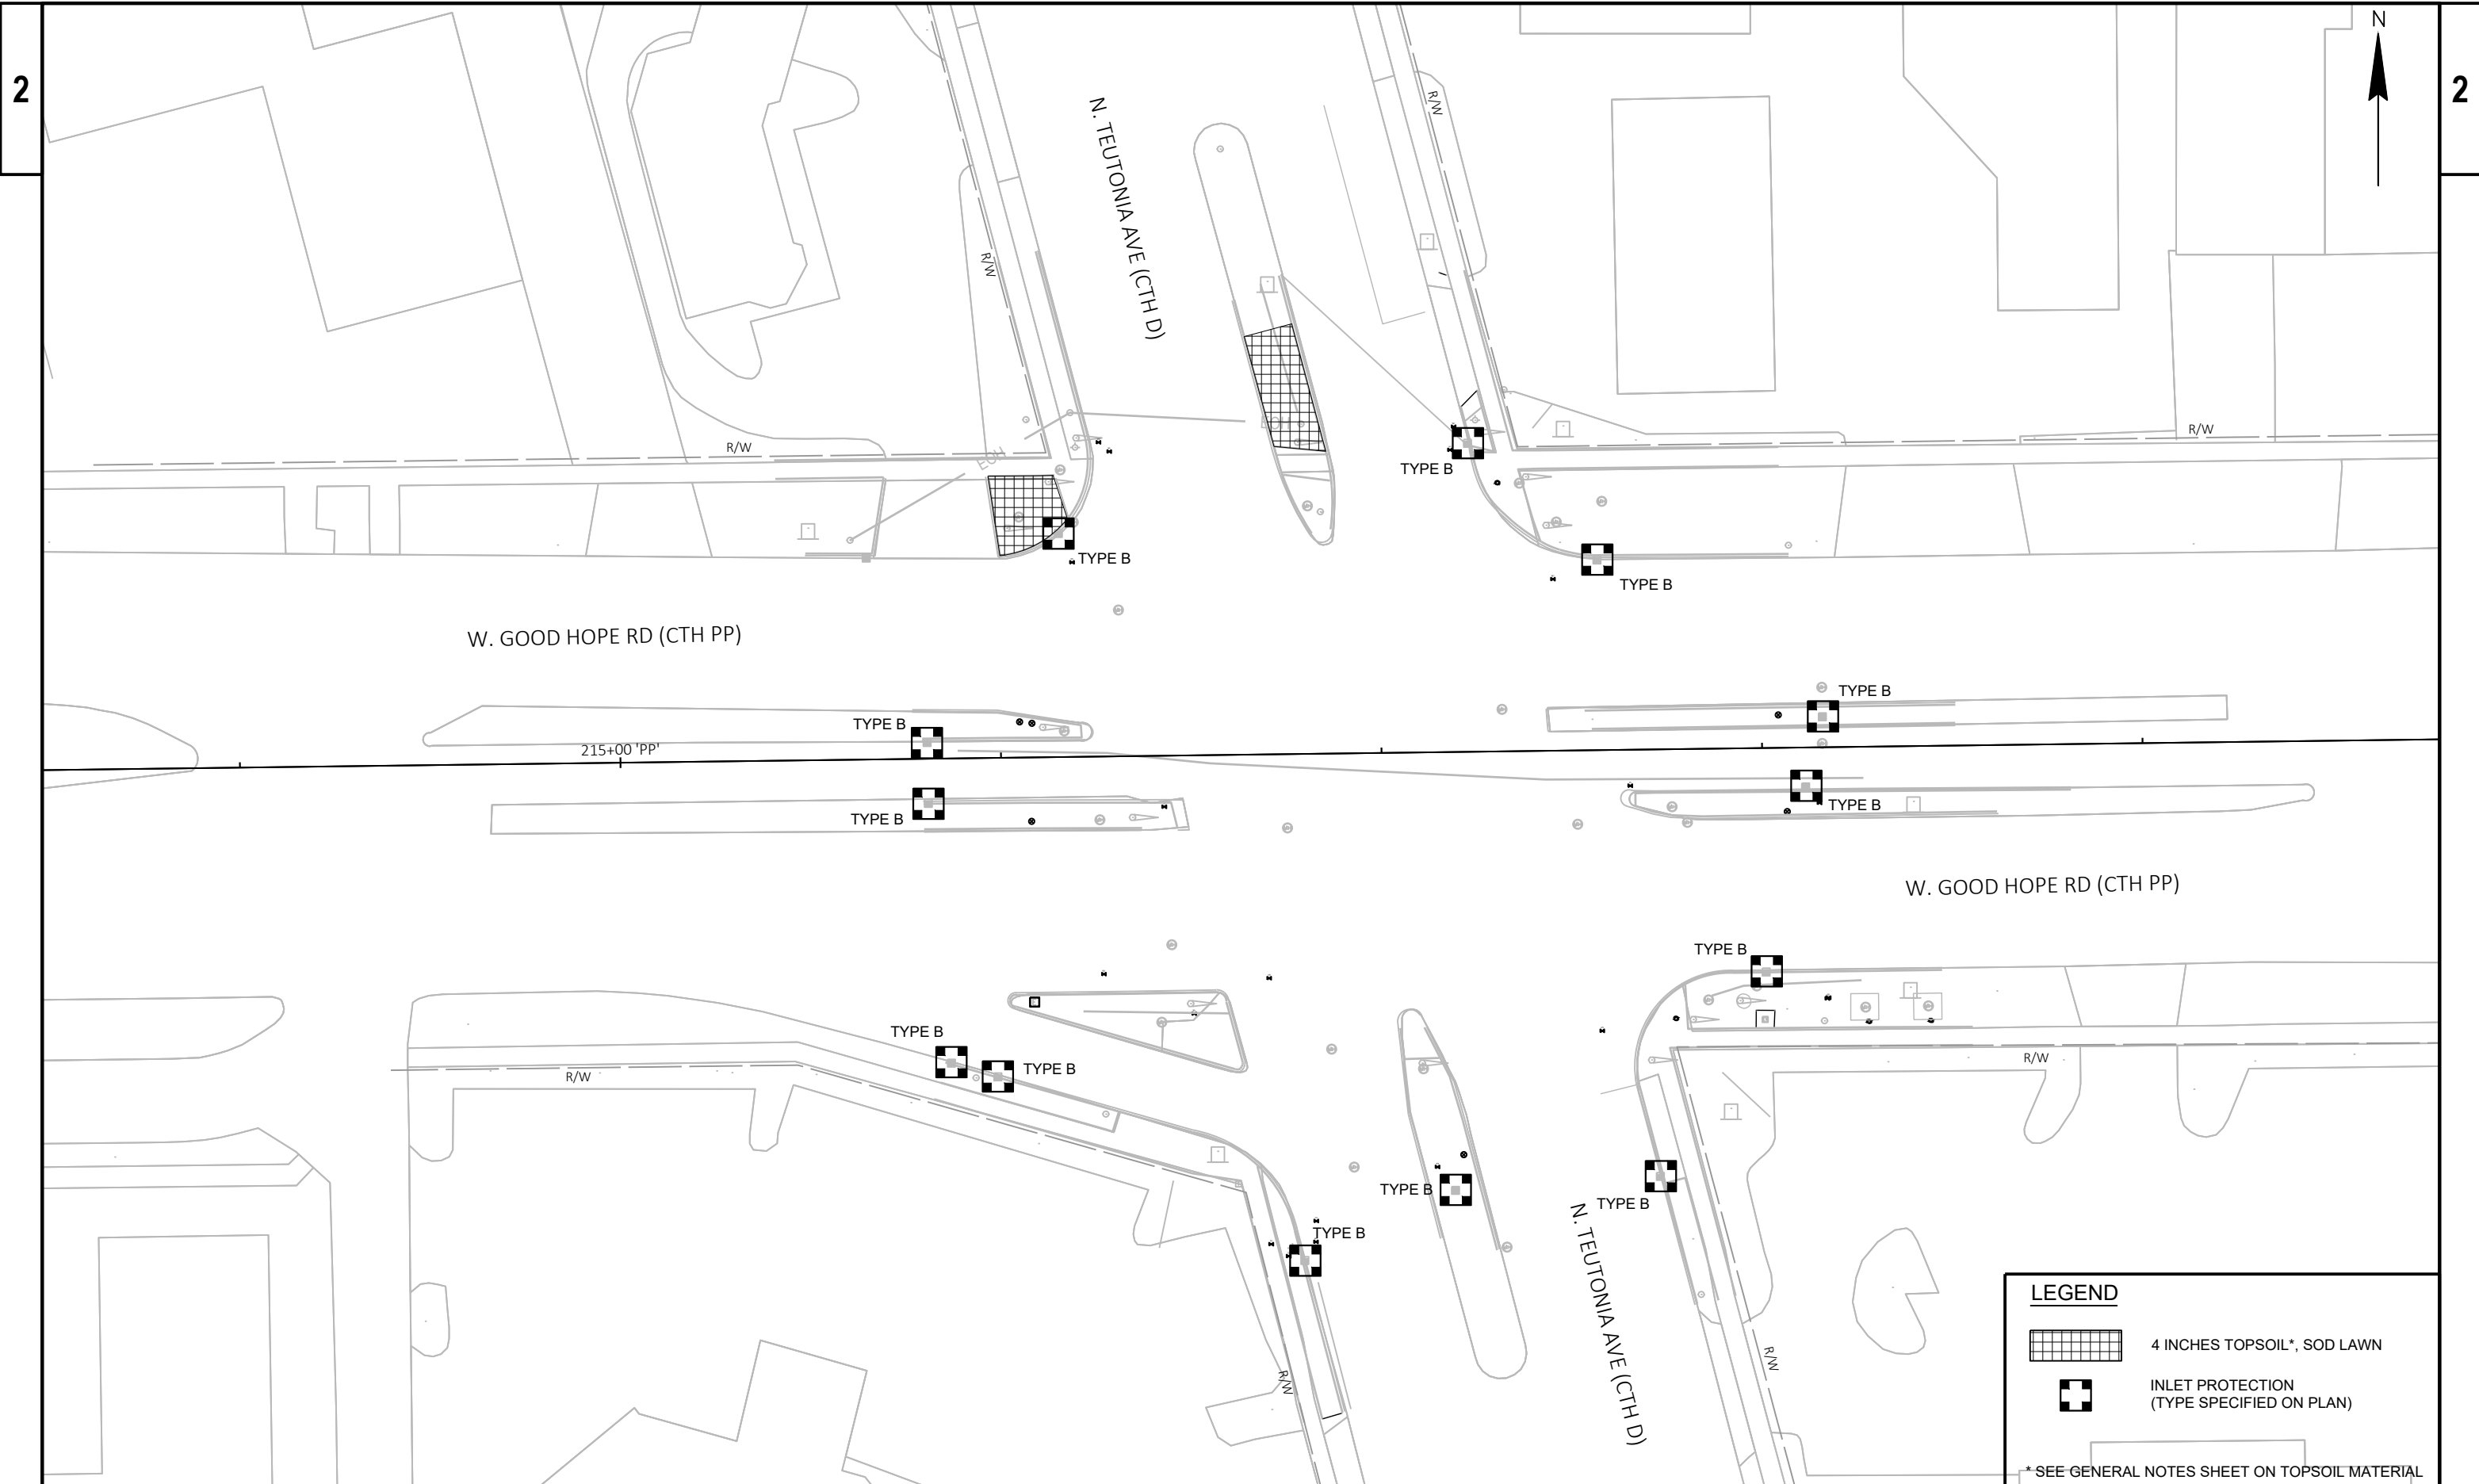 2
2
N
N. TEUTONIA AVE (CTH D)
R/W
R/W
R/W
R/W
EOH
TYPE B
TYPE B
TYPE B
W. GOOD HOPE RD (CTH PP)
TYPE B
TYPE B
215+00 'PP'
TYPE B
TYPE B
W. GOOD HOPE RD (CTH PP)
TYPE B
TYPE B
TYPE B
R/W
R/W
TYPE B
TYPE B
TYPE B
N. TEUTONIA AVE (CTH D)
R/W
R/W
LEGEND
4 INCHES TOPSOIL*, SOD LAWN
INLET PROTECTION
(TYPE SPECIFIED ON PLAN)
* SEE GENERAL NOTES SHEET ON TOPSOIL MATERIAL